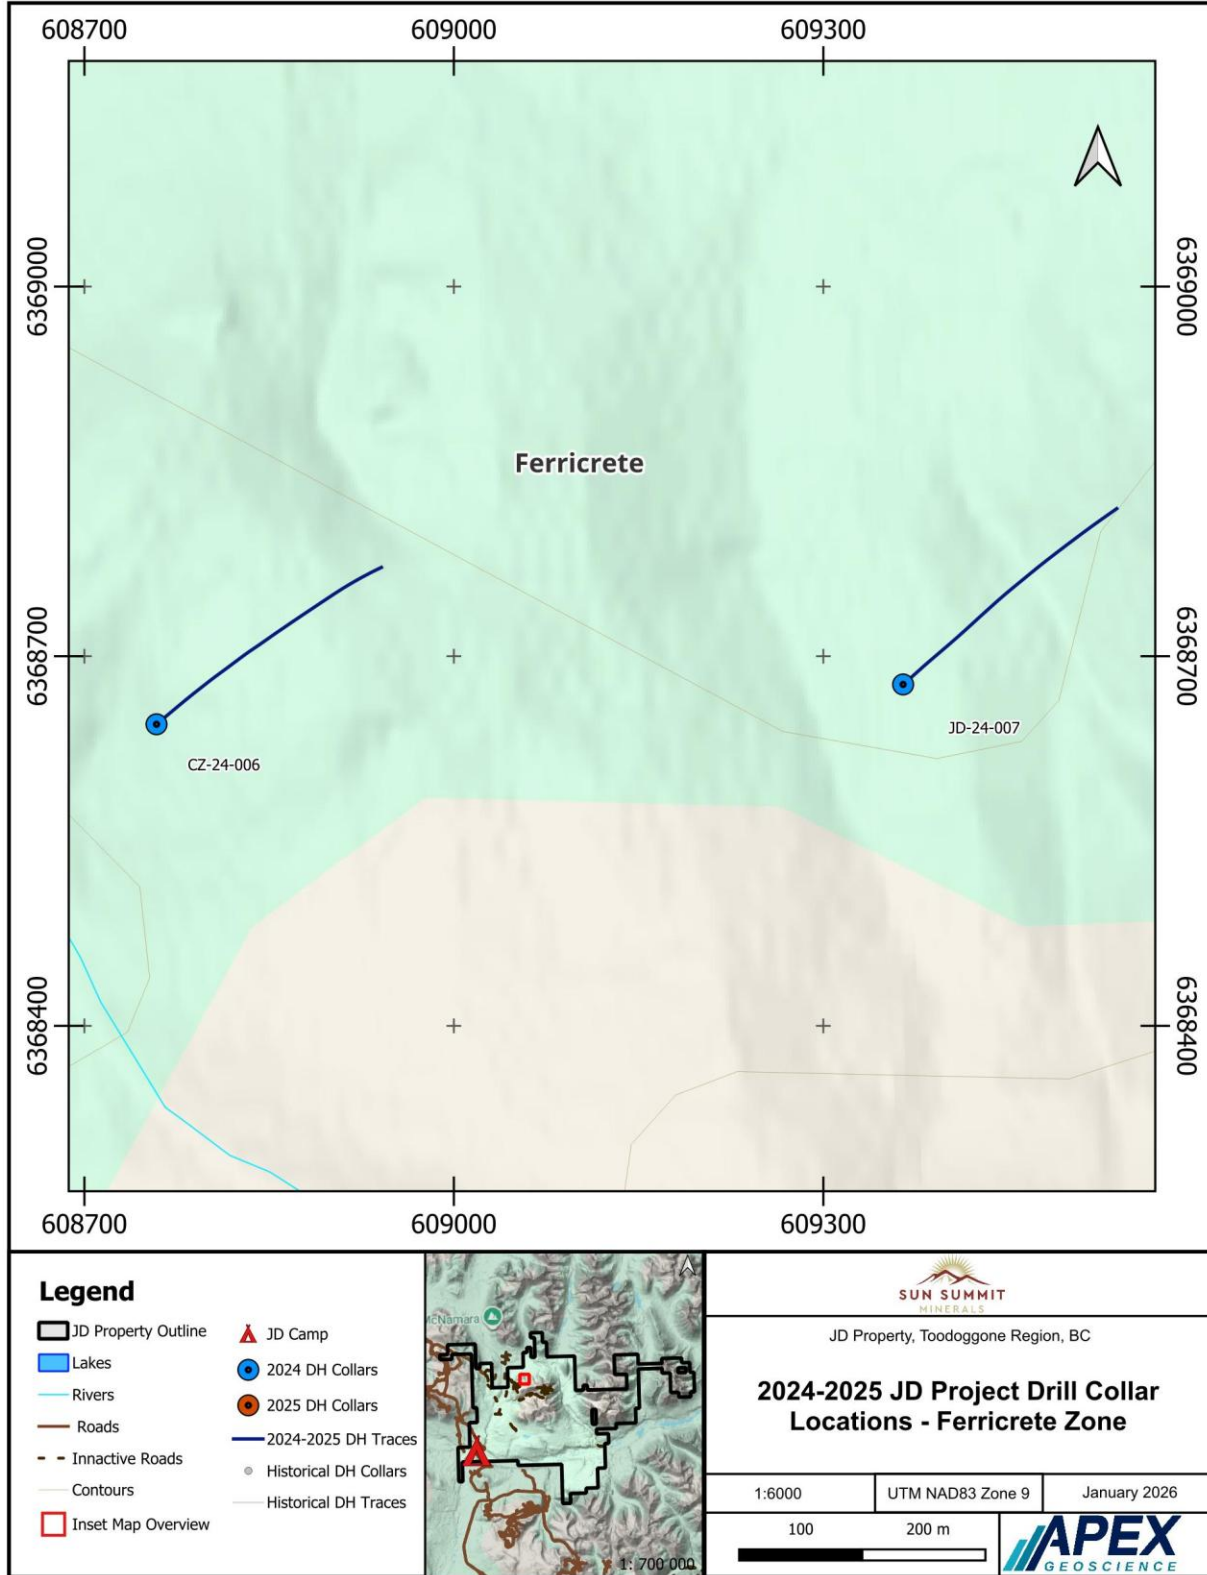 608700 609000 609300
6369000 6369000
Ferricrete
6368700 6368700
JD-24-007
CZ-24-006
6368400 6368400
608700 609000 609300
Legend
JD Property Outline
Lakes
Rivers
Roads
Innactive Roads
Contours
Inset Map Overview
JD Camp
2024 DH Collars
2025 DH Collars
2024-2025 DH Traces
Historical DH Collars
Historical DH Traces
McNamara
1: 700 000
SUN SUMMIT
MINERALS
JD Property, Toodoggone Region, BC
2024-2025 JD Project Drill Collar
Locations - Ferricrete Zone
1:6000 UTM NAD83 Zone 9 January 2026
100 200 m
APEX
GEOSCIENCE